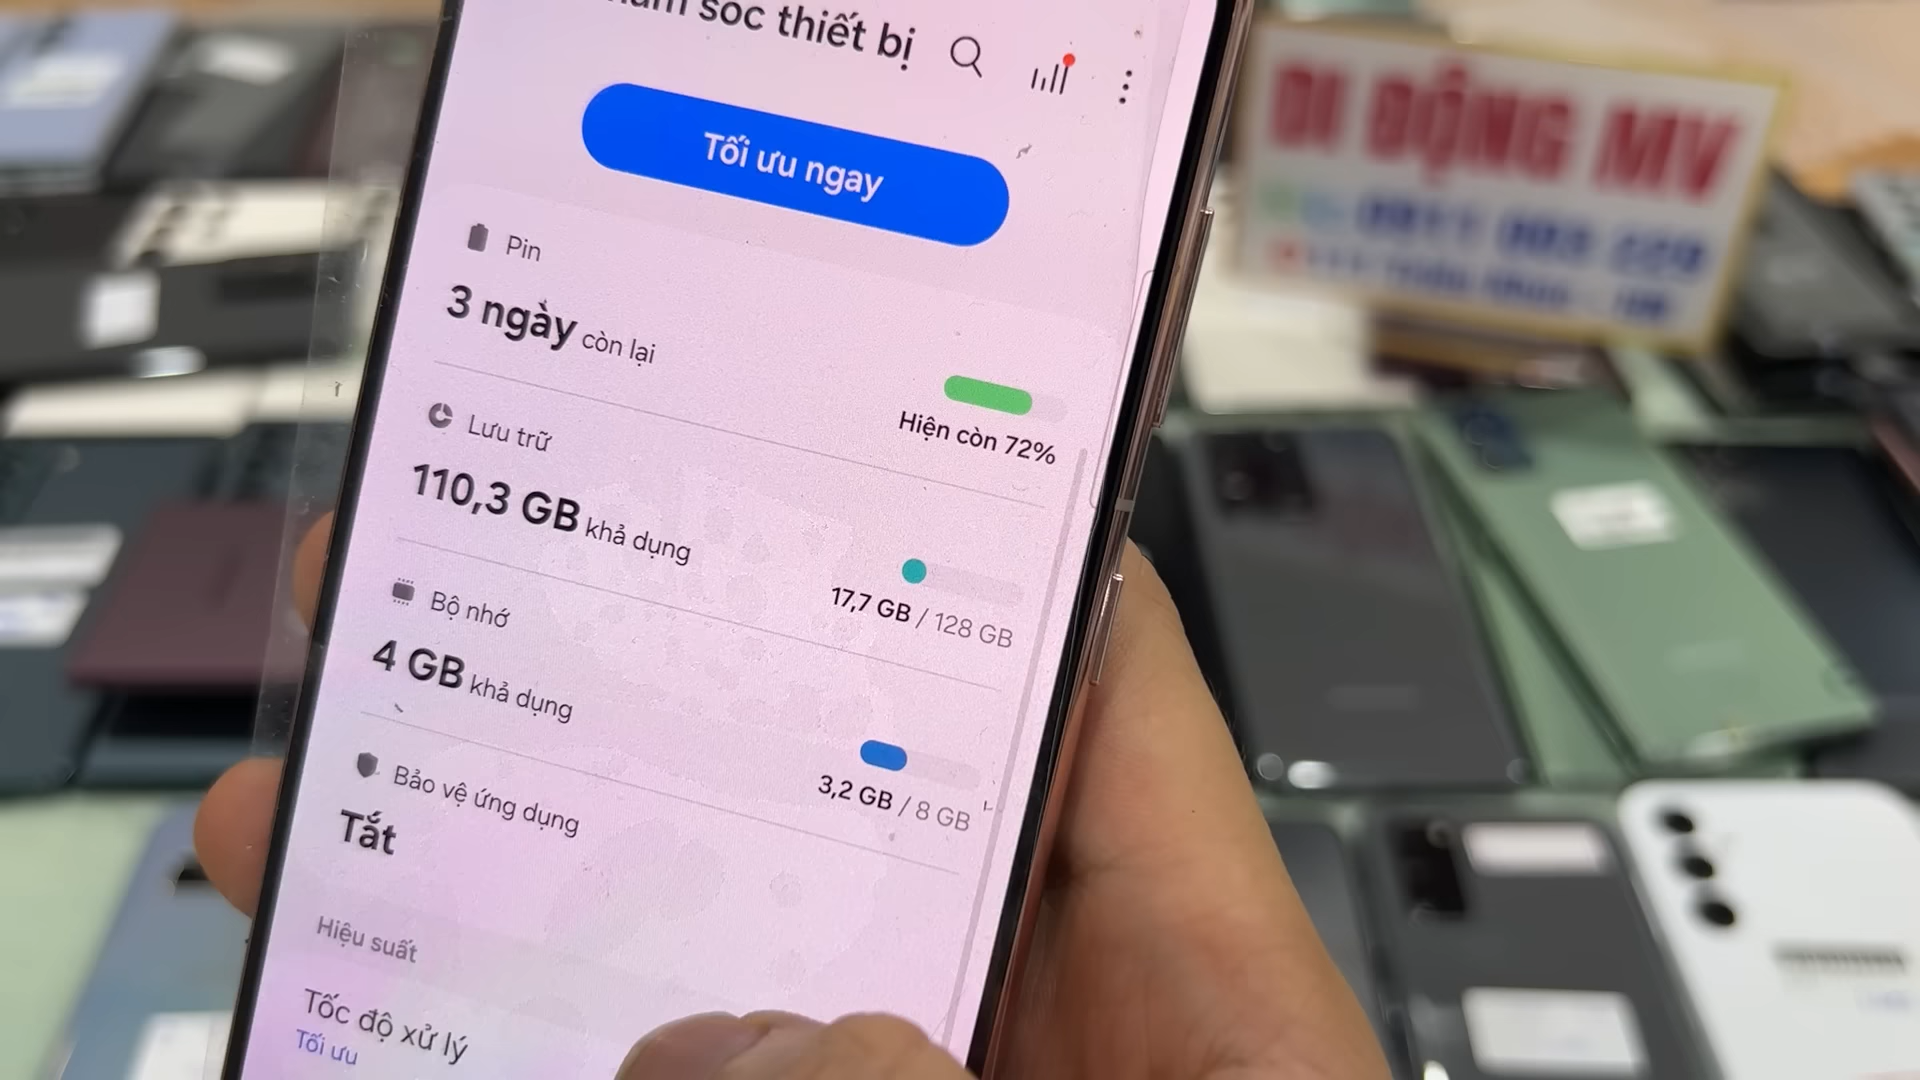 sóc thiết bị
Tối ưu ngay
Pin
3 ngày còn lại
Hiện còn 72%
Lưu trữ
110,3 GB khả dụng
17,7 GB / 128 GB
Bộ nhớ
4 GB khả dụng
3,2 GB / 8 GB
Bảo vệ ứng dụng
Tắt
Hiệu suất
Tốc độ xử lý
Tối ưu
DI ĐỘNG MV